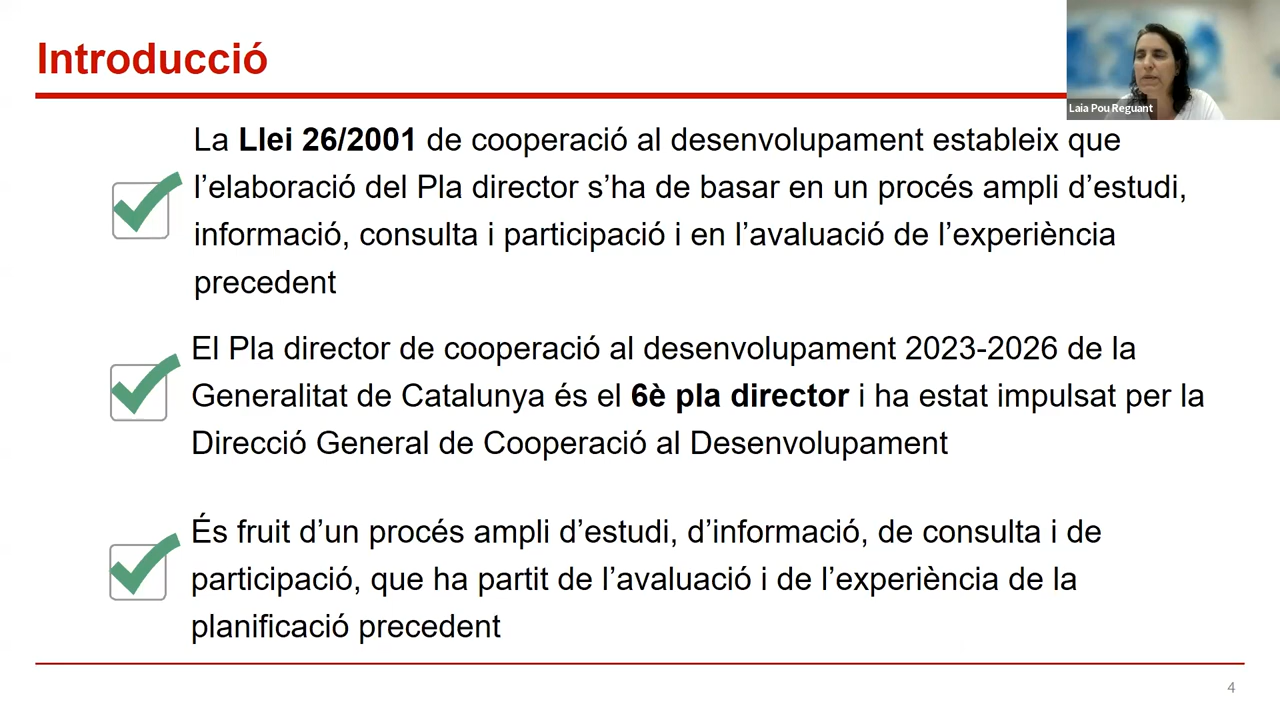 Introducció
Laia Pou Reguant
La Llei 26/2001 de cooperació al desenvolupament estableix que
l’elaboració del Pla director s’ha de basar en un procés ampli d’estudi,
informació, consulta i participació i en l’avaluació de l’experiència
precedent
El Pla director de cooperació al desenvolupament 2023-2026 de la
Generalitat de Catalunya és el 6è pla director i ha estat impulsat per la
Direcció General de Cooperació al Desenvolupament
És fruit d’un procés ampli d’estudi, d’informació, de consulta i de
participació, que ha partit de l’avaluació i de l’experiència de la
planificació precedent
4